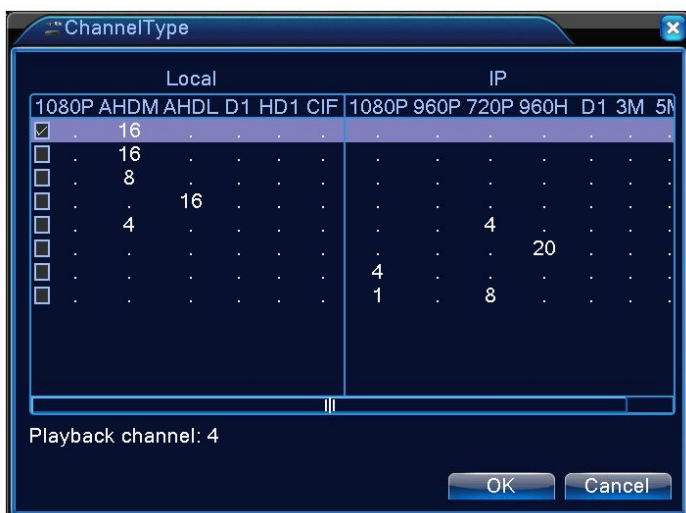 ChannelType
Local IP
1080P AHDM AHDL D1 HD1 CIF 1080P 960P 720P 960H D1 3M 5M
. 16 . . . . . . . . . . .
. 16 . . . . . . . . . . .
. 8 . . . . . . . . . . .
. . 16 . . . . . . . . . .
. 4 . . . . . . 4 . . . .
. . . . . . . . . 20 . . .
. . . . . . 4 . . . . . .
. . . . . . 1 . 8 . . . .
Playback channel: 4
OK Cancel